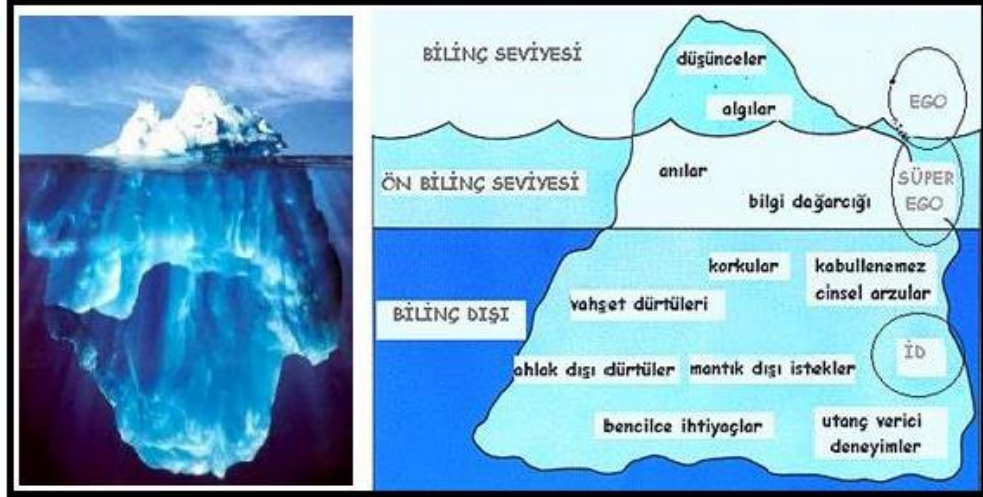 BİLİNÇ SEVİYESİ
düşünceler
algılar
EGO
ÖN BİLİNÇ SEVİYESİ
anılar
bilgi dağarcığı
SÜPER
EGO
BİLİNÇ DIŞI
korkular
kabullenemez
cinsel arzular
vahşet dürtüleri
İD
ahlak dışı dürtüler
mantık dışı istekler
bencilce ihtiyaçlar
utanç verici
deneyimler